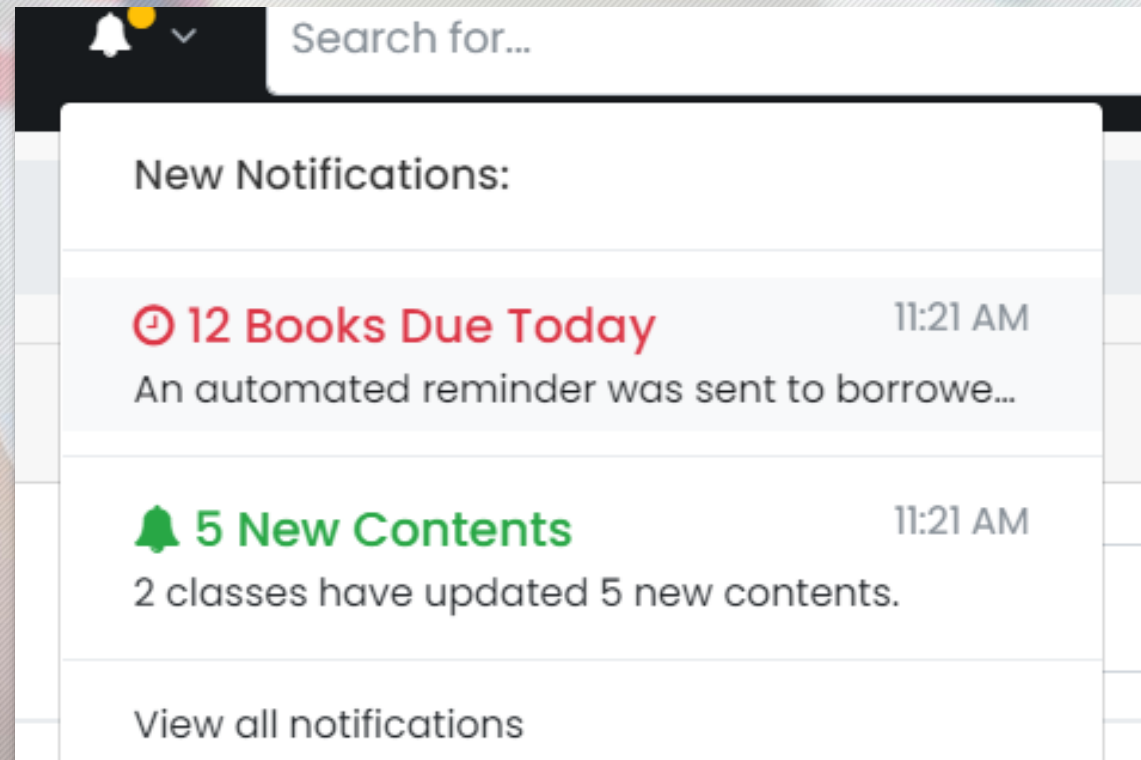 Search for...
New Notifications:
12 Books Due Today
11:21 AM
An automated reminder was sent to borrowe...
5 New Contents
11:21 AM
2 classes have updated 5 new contents.
View all notifications